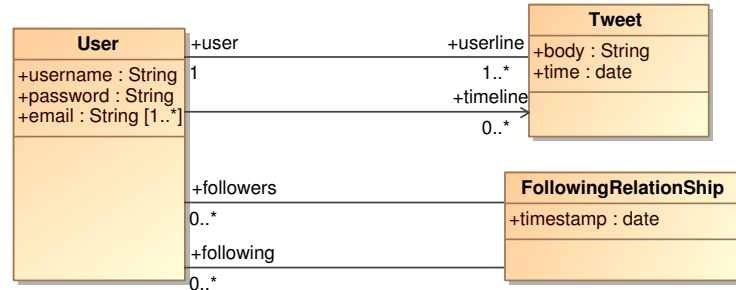 User
+username : String
+password : String
+email : String [1..*]
+user
1
+userline
1..*
+timeline
0..*
Tweet
+body : String
+time : date
+followers
0..*
+following
0..*
FollowingRelationShip
+timestamp : date